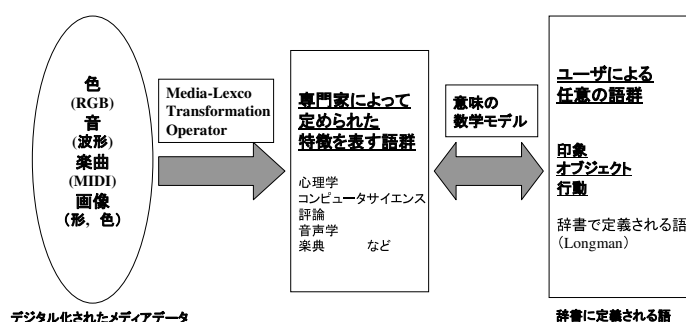 色
(RGB)
音
(波形)
楽曲
(MIDI)
画像
(形, 色)
デジタル化されたメディアデータ
Media-Lexco
Transformation
Operator
専門家によって
定められた
特徴を表す語群
心理学
コンピュータサイエンス
評論
音声学
楽典 など
意味の
数学モデル
ユーザによる
任意の語群
印象
オブジェクト
行動
辞書で定義される語
(Longman)
辞書に定義される語